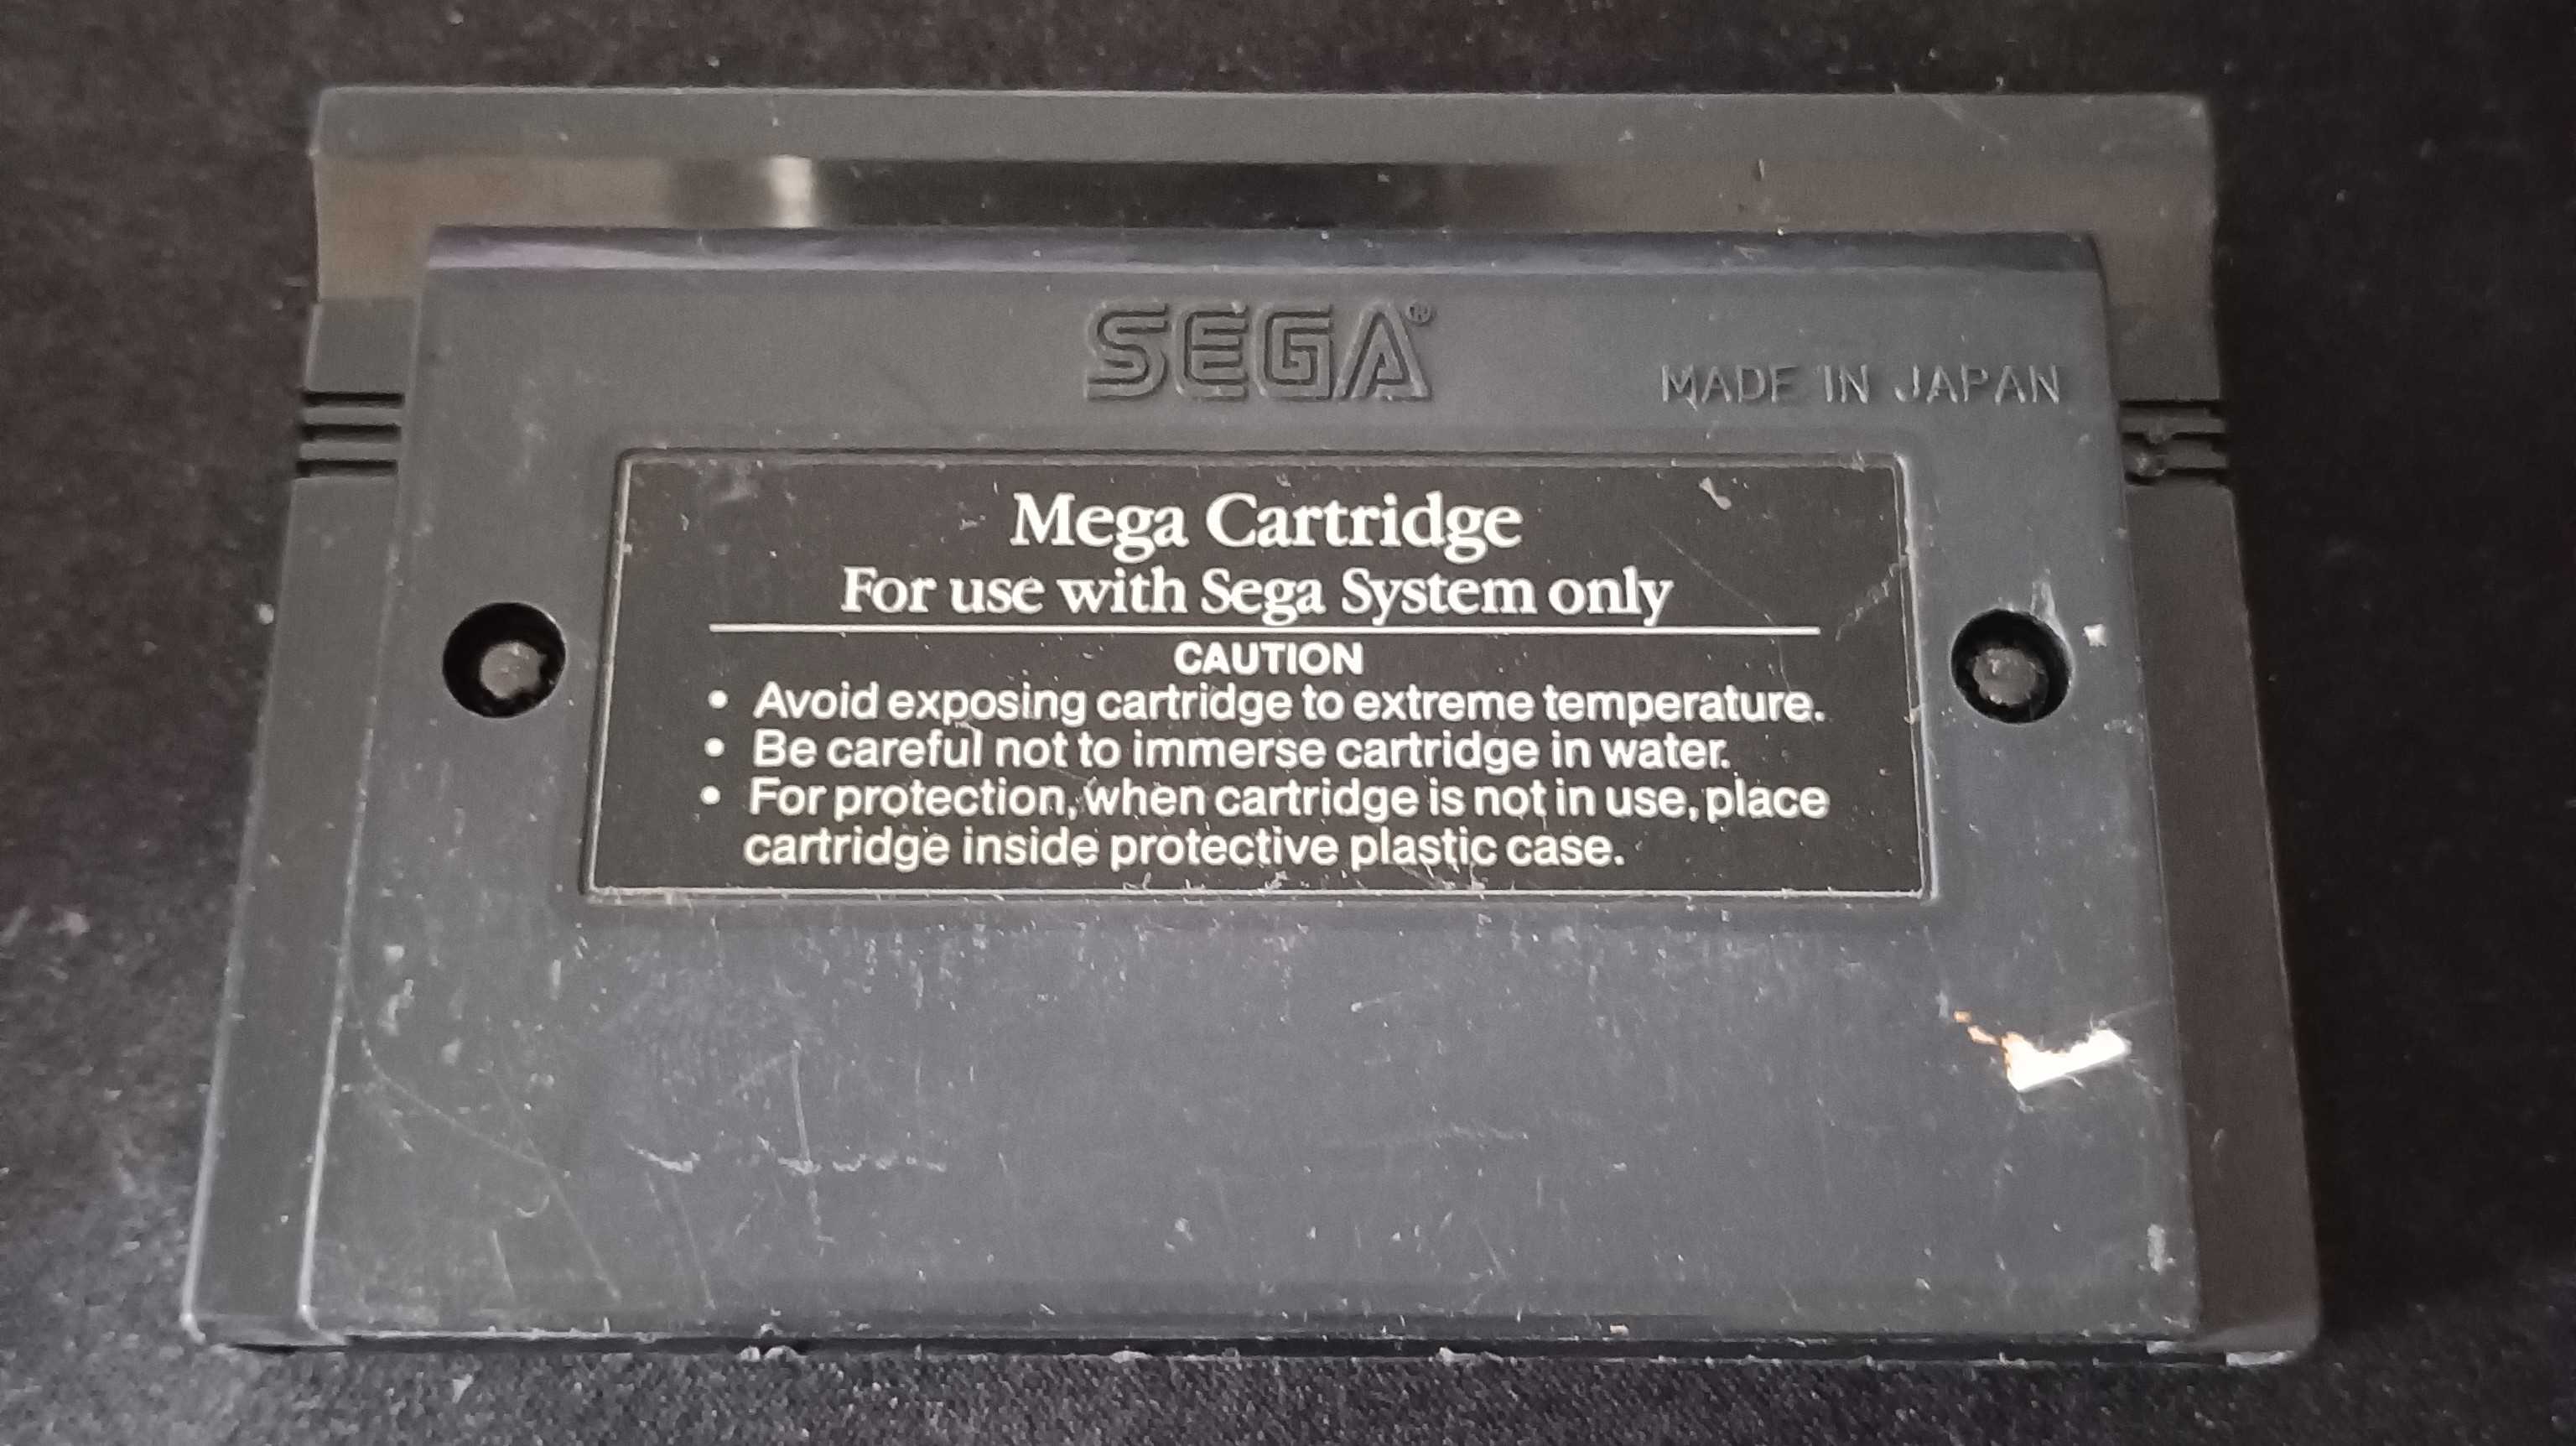 SEGA®
MADE IN JAPAN
Mega Cartridge
For use with Sega System only
CAUTION
• Avoid exposing cartridge to extreme temperature.
• Be careful not to immerse cartridge in water.
• For protection, when cartridge is not in use, place
cartridge inside protective plastic case.